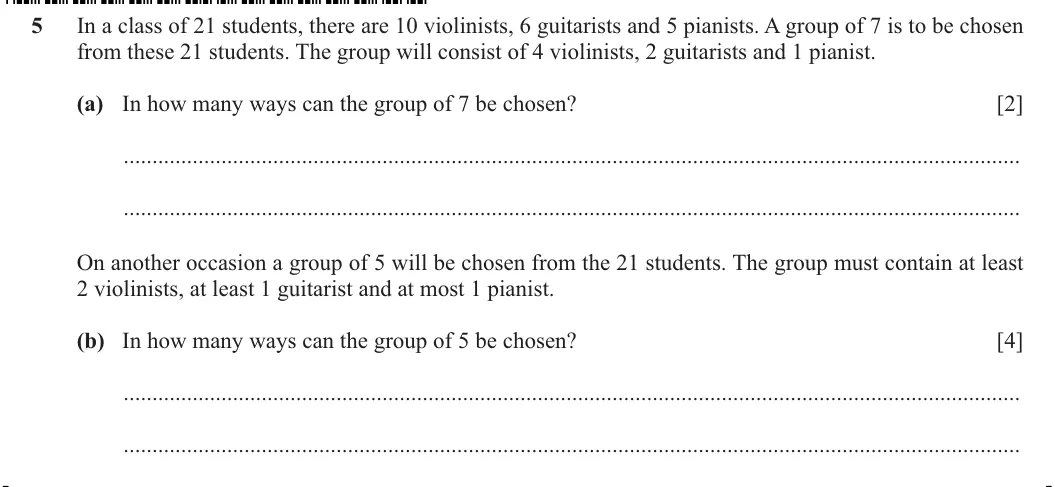 5 In a class of 21 students, there are 10 violinists, 6 guitarists and 5 pianists. A group of 7 is to be chosen
from these 21 students. The group will consist of 4 violinists, 2 guitarists and 1 pianist.
(a) In how many ways can the group of 7 be chosen? [2]
On another occasion a group of 5 will be chosen from the 21 students. The group must contain at least
2 violinists, at least 1 guitarist and at most 1 pianist.
(b) In how many ways can the group of 5 be chosen? [4]